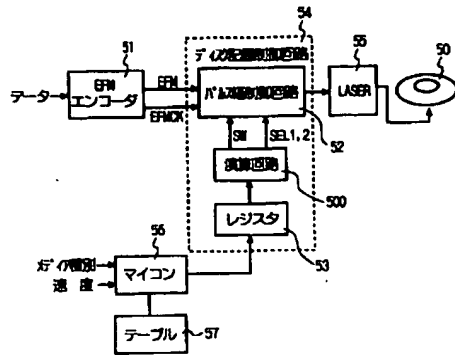 54
ディスク記録制御回路
51
EFM
エンコーダ
データ
EFM
EFMCK
パルス幅制御回路
52
55
LASER
50
SW
SEL1,2
演算回路
500
レジスタ
53
56
メディア種別
速度
マイコン
テーブル
57